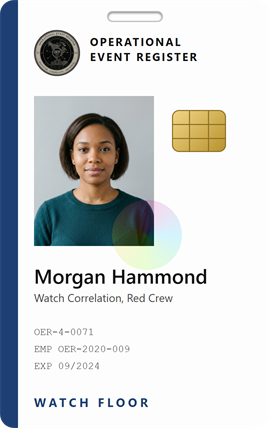 OPERATIONAL
EVENT REGISTER
Morgan Hammond
Watch Correlation, Red Crew
OER-4-0071
EMP OER-2020-009
EXP 09/2024
WATCH FLOOR